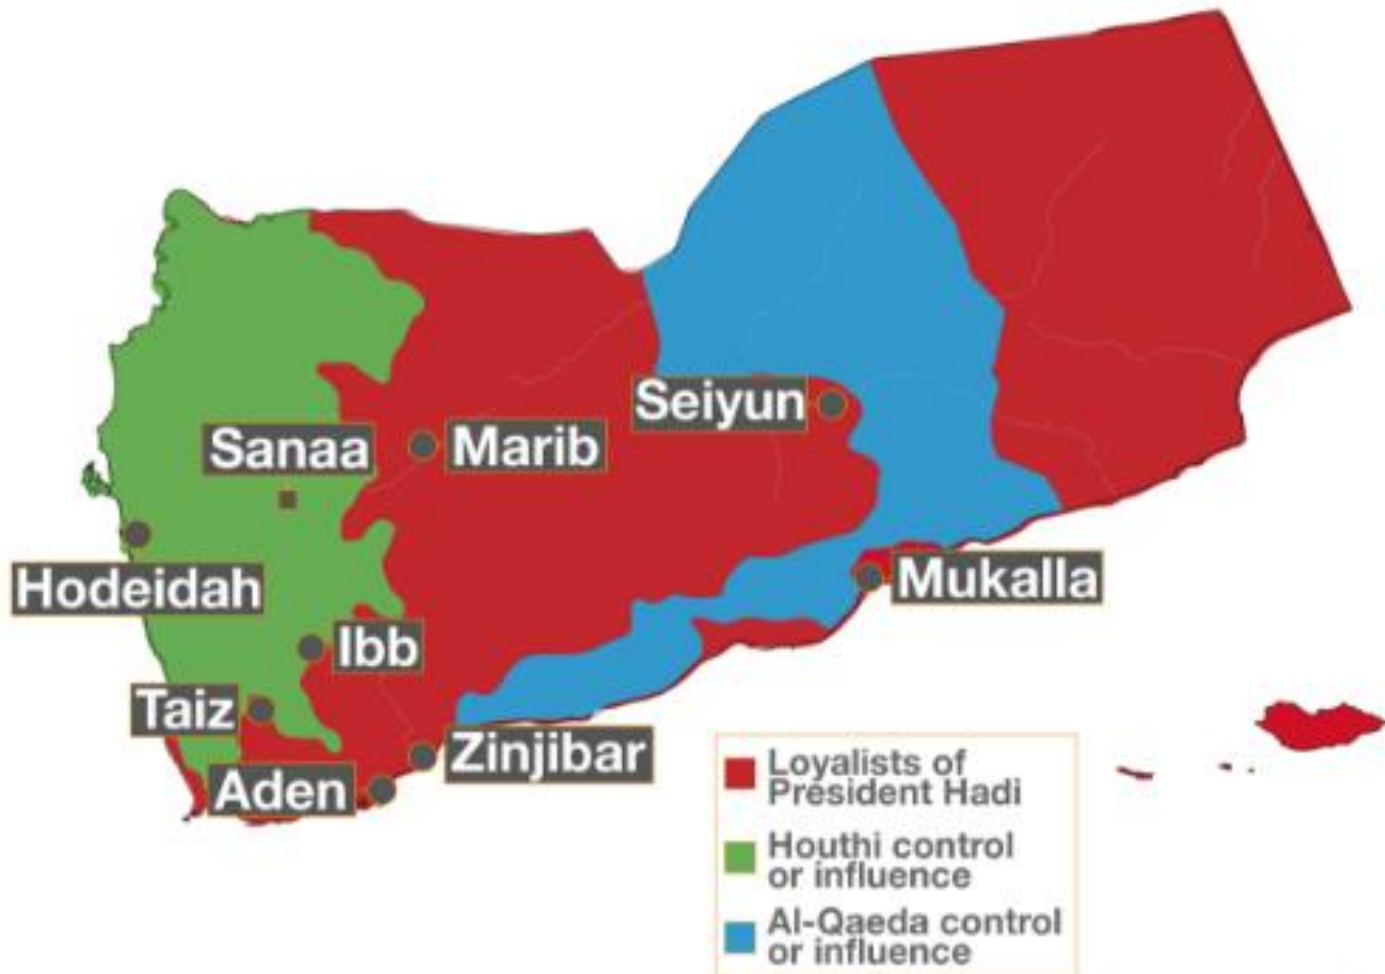 Seiyun
Sanaa
Marib
Hodeidah
Mukalla
Ibb
Taiz
Zinjibar
Aden
Loyalists of
President Hadi
Houthi control
or influence
Al-Qaeda control
or influence